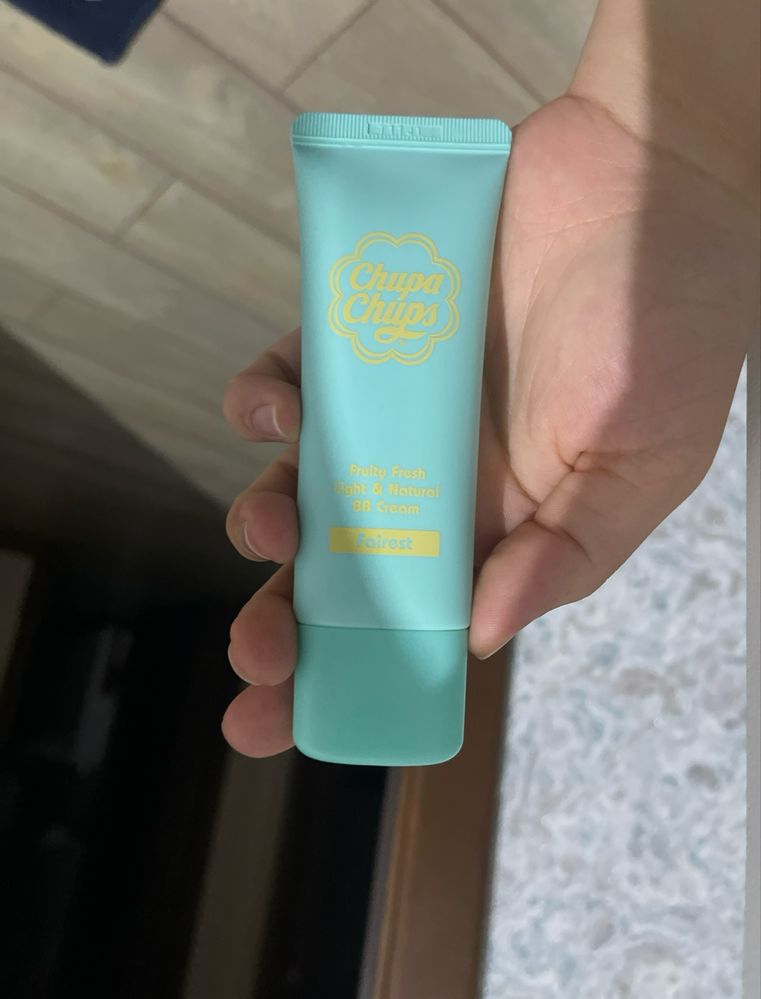 Chupa
Chups
Fruity Fresh
Light & Natural
BB Cream
Fairest